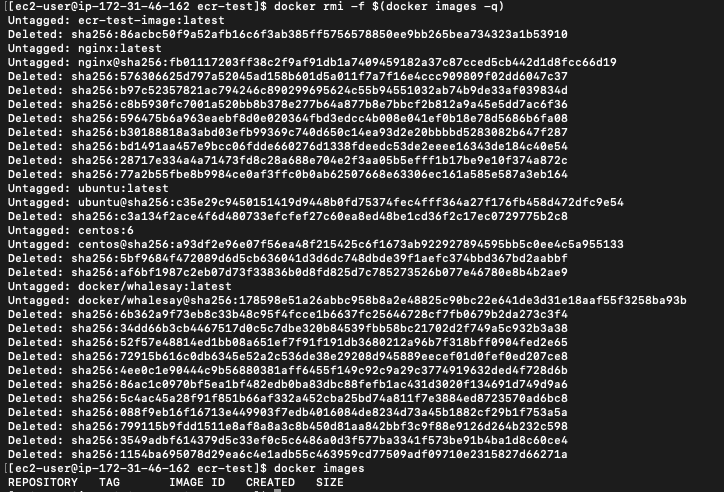 [[ec2-user@ip-172-31-46-162 ecr-test]$ docker rmi -f $(docker images -q)
Untagged: ecr-test-image:latest
Deleted: sha256:86acbc50f9a52afb16c6f3ab385ff5756578850ee9bb265bea734323a1b53910
Untagged: nginx:latest
Untagged: nginx@sha256:fb01117203ff38c2f9af91db1a7409459182a37c87cced5cb442d1d8fcc66d19
Deleted: sha256:576306625d797a52045ad158b601d5a011f7a7f16e4ccc909809f02dd6047c37
Deleted: sha256:b97c52357821ac794246c890299695624c55b94551032ab74b9de33af039834d
Deleted: sha256:c8b5930fc7001a520bb8b378e277b64a877b8e7bbcf2b812a9a45e5dd7ac6f36
Deleted: sha256:596475b6a963eaebf8d0e020364fbd3edcc4b008e041ef0b18e78d5686b6fa08
Deleted: sha256:b30188818a3abd03efb99369c740d650c14ea93d2e20bbbbd5283082b647f287
Deleted: sha256:bd1491aa457e9bcc06fdde660276d1338fdeedc53de2eeee16343de184c40e54
Deleted: sha256:28717e334a4a71473fd8c28a688e704e2f3aa05b5efff1b17be9e10f374a872c
Deleted: sha256:77a2b55fbe8b9984ce0af3ffc0b0ab62507668e63306ec161a585e587a3eb164
Untagged: ubuntu:latest
Untagged: ubuntu@sha256:c35e29c9450151419d9448b0fd75374fec4fff364a27f176fb458d472dfc9e54
Deleted: sha256:c3a134f2ace4f6d480733efcfef27c60ea8ed48be1cd36f2c17ec0729775b2c8
Untagged: centos:6
Untagged: centos@sha256:a93df2e96e07f56ea48f215425c6f1673ab922927894595bb5c0ee4c5a955133
Deleted: sha256:5bf9684f472089d6d5cb636041d3d6dc748dbde39f1aefc374bbd367bd2aabbf
Deleted: sha256:af6bf1987c2eb07d73f33836b0d8fd825d7c785273526b077e46780e8b4b2ae9
Untagged: docker/whalesay:latest
Untagged: docker/whalesay@sha256:178598e51a26abbc958b8a2e48825c90bc22e641de3d31e18aaf55f3258ba93b
Deleted: sha256:6b362a9f73eb8c33b48c95f4fcce1b6637fc25646728cf7fb0679b2da273c3f4
Deleted: sha256:34dd66b3cb4467517d0c5c7dbe320b84539fbb58bc21702d2f749a5c932b3a38
Deleted: sha256:52f57e48814ed1bb08a651ef7f91f191db3680212a96b7f318bff0904fed2e65
Deleted: sha256:72915b616c0db6345e52a2c536de38e29208d945889eecef01d0fef0ed207ce8
Deleted: sha256:4ee0c1e90444c9b56880381aff6455f149c92c9a29c3774919632ded4f728d6b
Deleted: sha256:86ac1c0970bf5ea1bf482edb0ba83dbc88fefb1ac431d3020f134691d749d9a6
Deleted: sha256:5c4ac45a28f91f851b66af332a452cba25bd74a811f7e3884ed8723570ad6bc8
Deleted: sha256:088f9eb16f16713e449903f7edb4016084de8234d73a45b1882cf29b1f753a5a
Deleted: sha256:799115b9fdd1511e8af8a8a3c8b450d81aa842bbf3c9f88e9126d264b232c598
Deleted: sha256:3549adbf614379d5c33ef0c5c6486a0d3f577ba3341f573be91b4ba1d8c60ce4
Deleted: sha256:1154ba695078d29ea6c4e1adb55c463959cd77509adf09710e2315827d66271a
[[ec2-user@ip-172-31-46-162 ecr-test]$ docker images
REPOSITORY TAG IMAGE ID CREATED SIZE